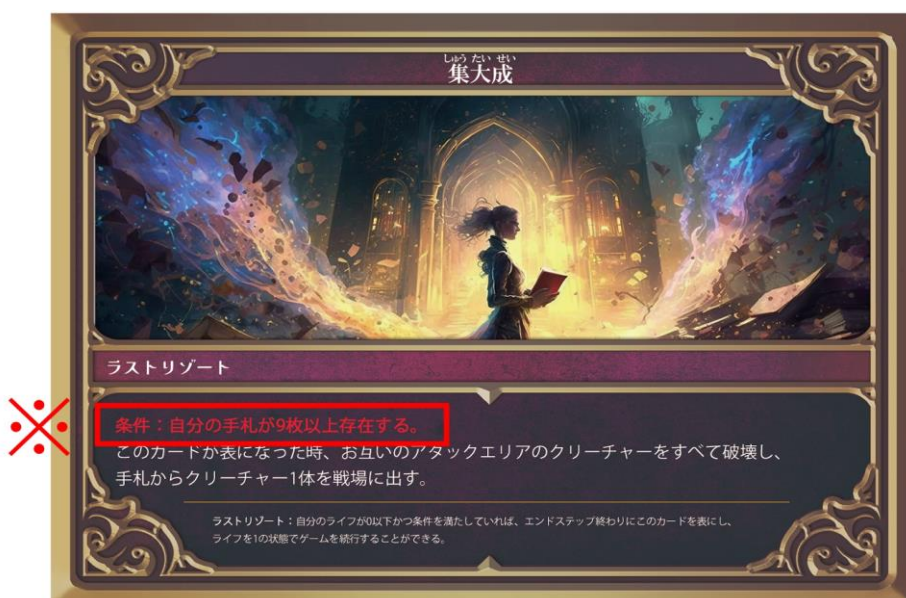 しゅうたいせい
集大成
ラストリゾート
※
条件：自分の手札が9枚以上存在する。
このカードが表になった時、お互いのアタックエリアのクリーチャーをすべて破壊し、
手札からクリーチャー1体を戦場に出す。
ラストリゾート：自分のライフが0以下かつ条件を満たしていれば、エンドステップ終わりにこのカードを表にし、
ライフを1の状態でゲームを続行することができる。